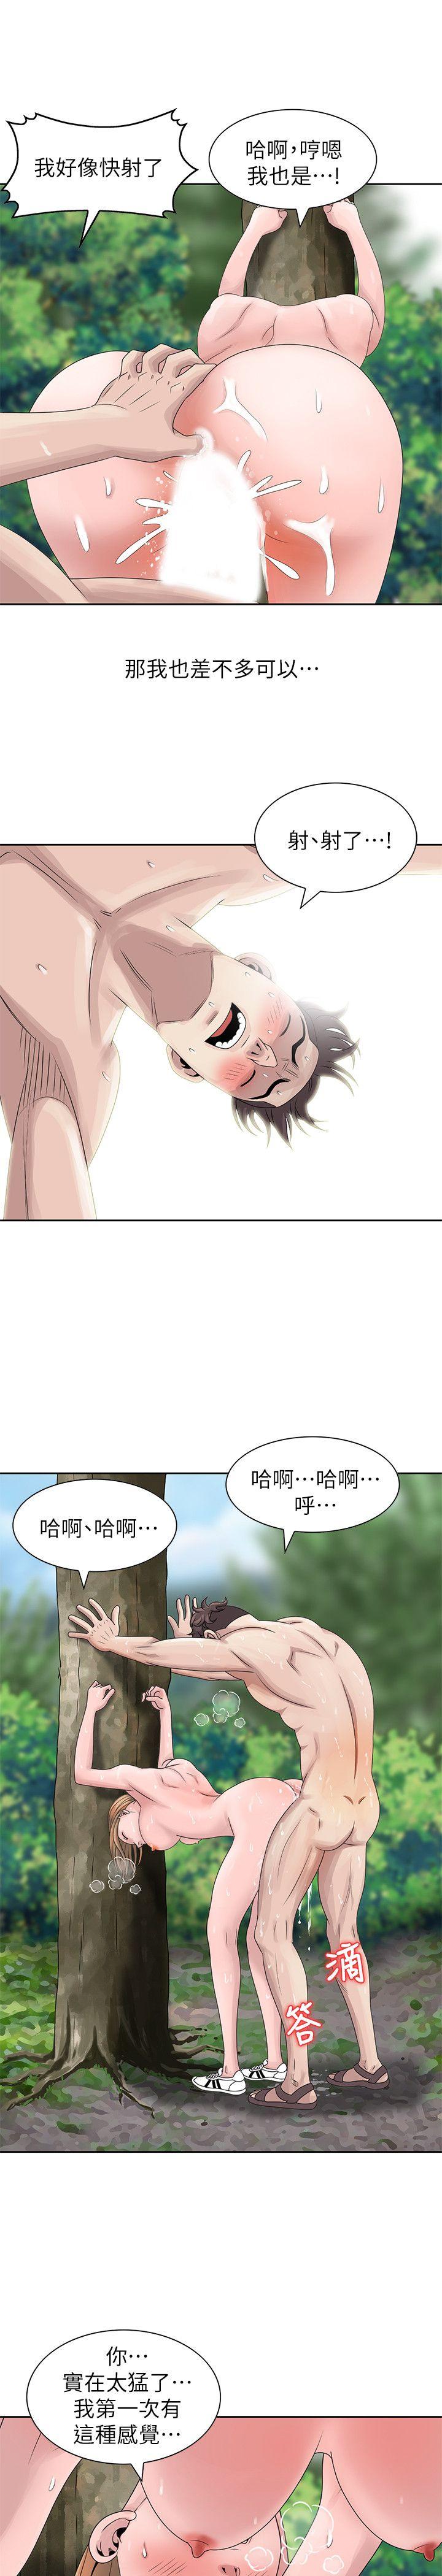 我好像快射了
哈啊，哼嗯
我也是⋯!
那我也差不多可以⋯
射、射了⋯!
哈啊、哈啊⋯
哈啊⋯哈啊⋯
呼⋯
滴
答
你⋯
實在太猛了⋯
我第一次有
這種感覺⋯